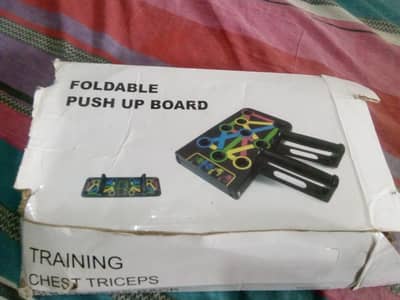 FOLDABLE
PUSH UP BOARD
TRAINING
CHEST TRICEPS